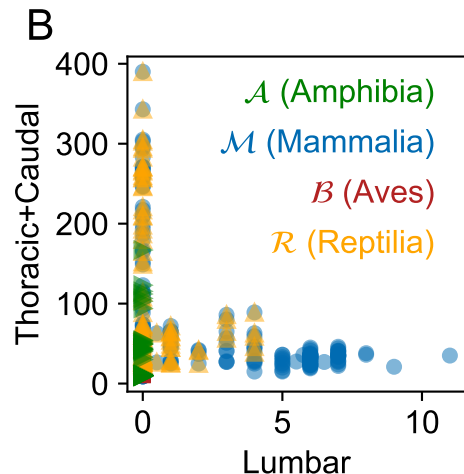 B
400
300
200
100
0
Thoracic+Caudal
𝒜 (Amphibia)
ℳ (Mammalia)
ℬ (Aves)
ℛ (Reptilia)
0 5 10
Lumbar